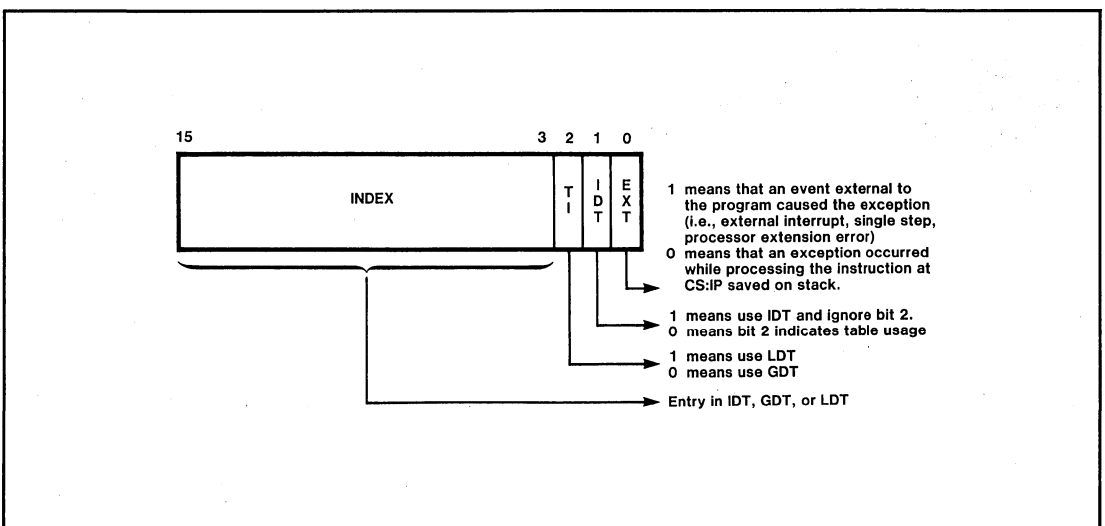 15 3 2 1 0
INDEX
TI
IDT
EXT
1 means that an event external to
the program caused the exception
(i.e., external interrupt, single step,
processor extension error)
0 means that an exception occurred
while processing the instruction at
CS:IP saved on stack.
1 means use IDT and ignore bit 2.
0 means bit 2 indicates table usage
1 means use LDT
0 means use GDT
Entry in IDT, GDT, or LDT